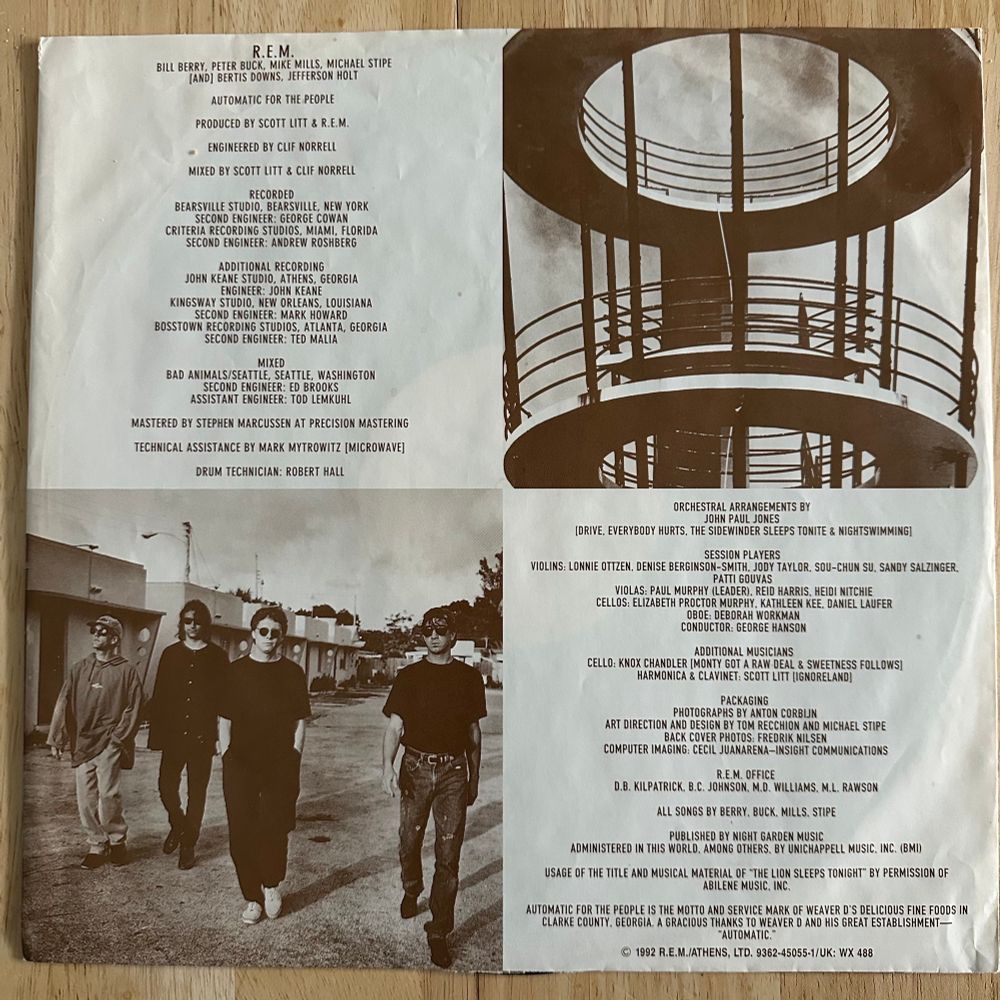 R.E.M.
BILL BERRY, PETER BUCK, MIKE MILLS, MICHAEL STIPE
[AND] BERTIS DOWNS, JEFFERSON HOLT
AUTOMATIC FOR THE PEOPLE
PRODUCED BY SCOTT LITT & R.E.M.
ENGINEERED BY CLIF NORRELL
MIXED BY SCOTT LITT & CLIF NORRELL
RECORDED
BEARSVILLE STUDIO, BEARSVILLE, NEW YORK
SECOND ENGINEER: GEORGE COWAN
CRITERIA RECORDING STUDIOS, MIAMI, FLORIDA
SECOND ENGINEER: ANDREW ROSHBERG
ADDITIONAL RECORDING
JOHN KEANE STUDIO, ATHENS, GEORGIA
ENGINEER: JOHN KEANE
KINGSWAY STUDIO, NEW ORLEANS, LOUISIANA
SECOND ENGINEER: MARK HOWARD
BOSSTOWN RECORDING STUDIOS, ATLANTA, GEORGIA
SECOND ENGINEER: TED MALIA
MIXED
BAD ANIMALS/SEATTLE, SEATTLE, WASHINGTON
SECOND ENGINEER: ED BROOKS
ASSISTANT ENGINEER: TOD LEMKUHL
MASTERED BY STEPHEN MARCUSSEN AT PRECISION MASTERING
TECHNICAL ASSISTANCE BY MARK MYTROWITZ [MICROWAVE]
DRUM TECHNICIAN: ROBERT HALL
ORCHESTRAL ARRANGEMENTS BY
JOHN PAUL JONES
[DRIVE, EVERYBODY HURTS, THE SIDEWINDER SLEEPS TONITE & NIGHTSWIMMING]
SESSION PLAYERS
VIOLINS: LONNIE OTTZEN, DENISE BERGINSON-SMITH, JODY TAYLOR, SOU-CHUN SU, SANDY SALZINGER,
PATTI GOUVAS
VIOLAS: PAUL MURPHY (LEADER), REID HARRIS, HEIDI NITCHIE
CELLOS: ELIZABETH PROCTOR MURPHY, KATHLEEN KEE, DANIEL LAUFER
OBOE: DEBORAH WORKMAN
CONDUCTOR: GEORGE HANSON
ADDITIONAL MUSICIANS
CELLO: KNOX CHANDLER [MONTY GOT A RAW DEAL & SWEETNESS FOLLOWS]
HARMONICA & CLAVINET: SCOTT LITT [IGNORELAND]
PACKAGING
PHOTOGRAPHS BY ANTON CORBIJN
ART DIRECTION AND DESIGN BY TOM RECCHION AND MICHAEL STIPE
BACK COVER PHOTOS: FREDRIK NILSEN
COMPUTER IMAGING: CECIL JUANARENA—INSIGHT COMMUNICATIONS
R.E.M. OFFICE
D.B. KILPATRICK, B.C. JOHNSON, M.D. WILLIAMS, M.L. RAWSON
ALL SONGS BY BERRY, BUCK, MILLS, STIPE
PUBLISHED BY NIGHT GARDEN MUSIC
ADMINISTERED IN THIS WORLD, AMONG OTHERS, BY UNICHAPPELL MUSIC, INC. (BMI)
USAGE OF THE TITLE AND MUSICAL MATERIAL OF "THE LION SLEEPS TONIGHT" BY PERMISSION OF
ABILENE MUSIC, INC.
AUTOMATIC FOR THE PEOPLE IS THE MOTTO AND SERVICE MARK OF WEAVER D'S DELICIOUS FINE FOODS IN
CLARKE COUNTY, GEORGIA. A GRACIOUS THANKS TO WEAVER D AND HIS GREAT ESTABLISHMENT—
"AUTOMATIC."
© 1992 R.E.M./ATHENS, LTD. 9362-45055-1/UK: WX 488